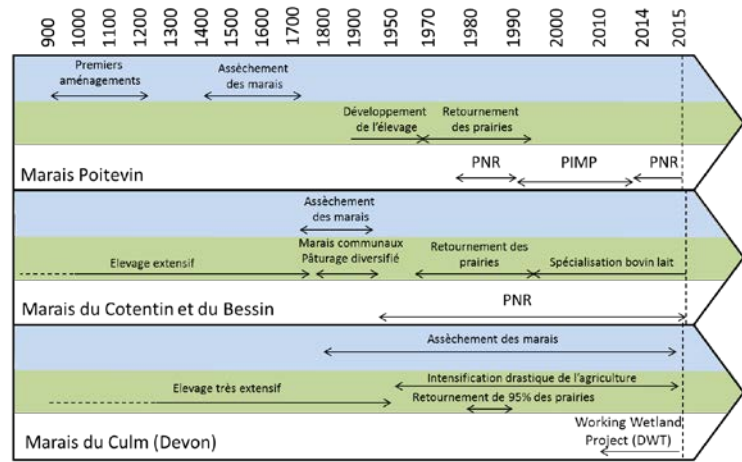 900 1000 1100 1200 1300 1400 1500 1600 1700 1800 1900 1950 1970 1980 1990 2000 2010 2014 2015
Premiers
aménagements
Assèchement
des marais
Développement
de l'élevage
Retournement
des prairies
PNR
PIMP
PNR
Marais Poitevin
Assèchement
des marais
Elevage extensif
Marais communaux
Pâturage diversifié
Retournement des
prairies
Spécialisation bovin lait
PNR
Marais du Cotentin et du Bessin
Assèchement des marais
Elevage très extensif
Intensification drastique de l'agriculture
Retournement de 95% des prairies
Working Wetland
Project (DWT)
Marais du Culm (Devon)